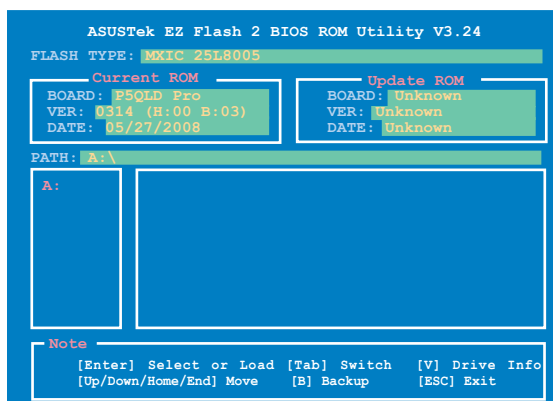 ASUSTek EZ Flash 2 BIOS ROM Utility V3.24
FLASH TYPE: MXIC 25L8005
Current ROM
BOARD: P5QLD Pro
VER: 0314 (H:00 B:03)
DATE: 05/27/2008
Update ROM
BOARD: Unknown
VER: Unknown
DATE: Unknown
PATH: A:\
A:
Note
[Enter] Select or Load [Tab] Switch [V] Drive Info
[Up/Down/Home/End] Move [B] Backup [ESC] Exit